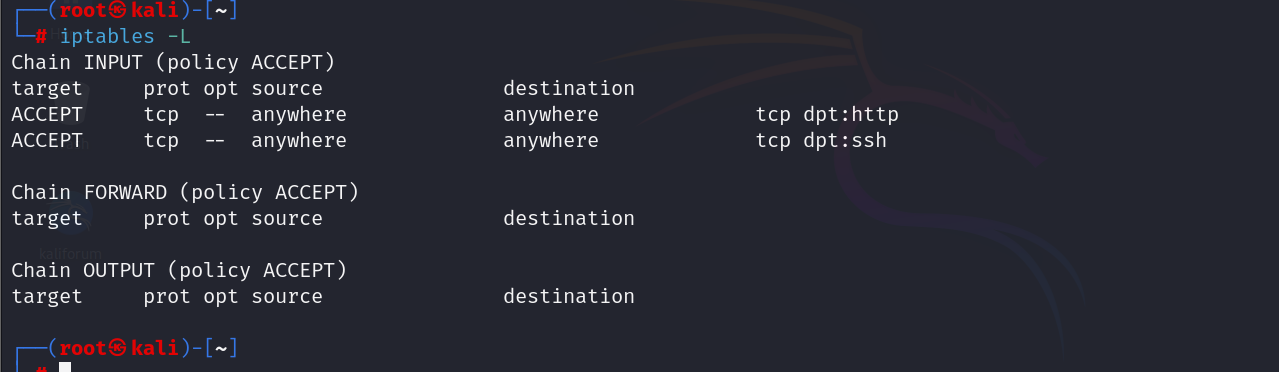 ┌──(root㉿kali)-[~]
└─# iptables -L
Chain INPUT (policy ACCEPT)
target     prot opt source               destination
ACCEPT     tcp  --  anywhere             anywhere             tcp dpt:http
ACCEPT     tcp  --  anywhere             anywhere             tcp dpt:ssh

Chain FORWARD (policy ACCEPT)
target     prot opt source               destination
kaliforum

Chain OUTPUT (policy ACCEPT)
target     prot opt source               destination

┌──(root㉿kali)-[~]
└─#